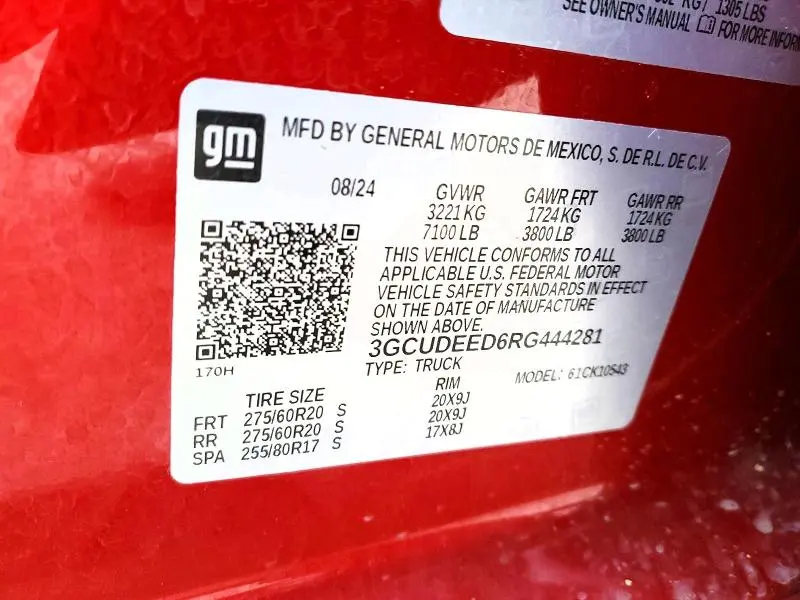 1305 LBS
SEE OWNER'S MANUAL FOR MORE
gm
MFD BY GENERAL MOTORS DE MEXICO, S. DE R.L. DE C.V.
08/24 GVWR GAWR FRT GAWR RR
3221 KG 1724 KG 1724 KG
7100 LB 3800 LB 3800 LB
THIS VEHICLE CONFORMS TO ALL
APPLICABLE U.S. FEDERAL MOTOR
VEHICLE SAFETY STANDARDS IN EFFECT
ON THE DATE OF MANUFACTURE
SHOWN ABOVE.
3GCUDEED6RG444281
170H
TYPE: TRUCK MODEL: 61CK10543
TIRE SIZE RIM
FRT 275/60R20 S 20X9J
RR 275/60R20 S 20X9J
SPA 255/80R17 S 17X8J